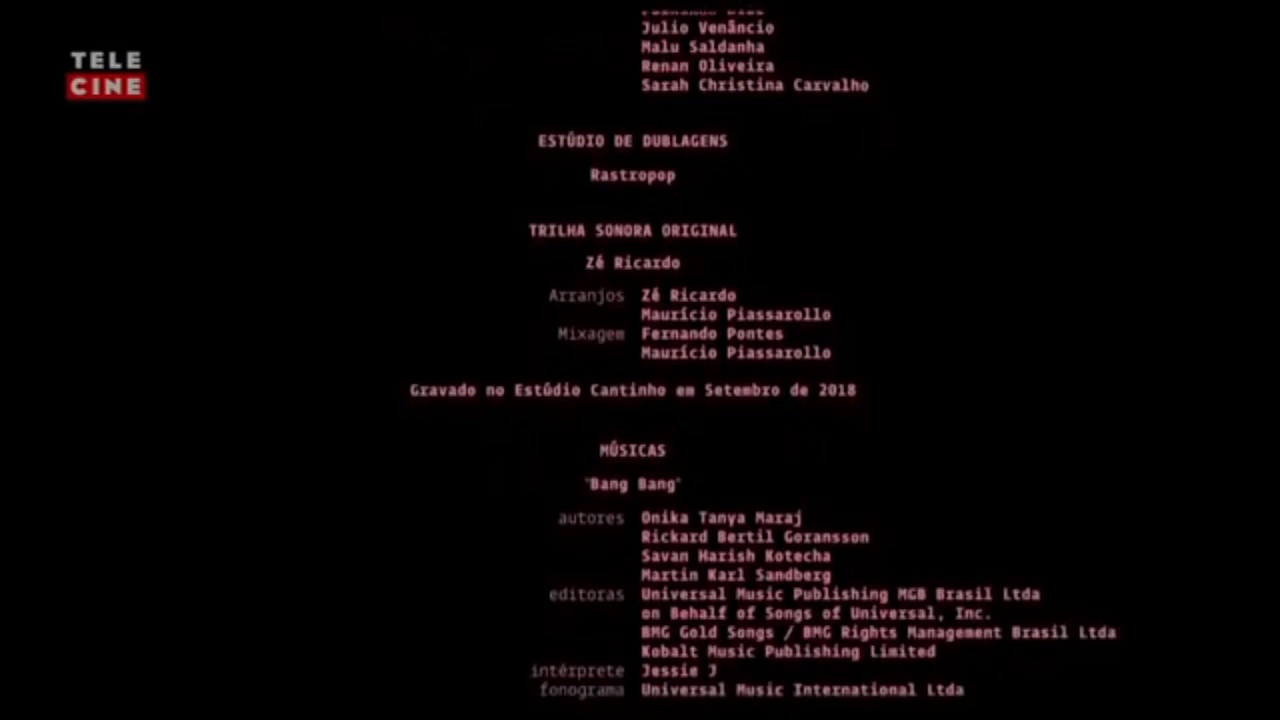 TELE
CINE
Julio Venâncio
Malu Saldanha
Renan Oliveira
Sarah Christina Carvalho
ESTÚDIO DE DUBLAGENS
Rastropop
TRILHA SONORA ORIGINAL
Zé Ricardo
Arranjos Zé Ricardo
Maurício Piassarollo
Mixagem Fernando Pontes
Maurício Piassarollo
Gravado no Estúdio Cantinho em Setembro de 2018
MÚSICAS
"Bang Bang"
autores Onika Tanya Maraj
Rickard Bertil Goransson
Savan Harish Kotecha
Martin Karl Sandberg
editoras Universal Music Publishing MGB Brasil Ltda
on Behalf of Songs of Universal, Inc.
BMG Gold Songs / BMG Rights Management Brasil Ltda
Kobalt Music Publishing Limited
intérprete Jessie J
fonograma Universal Music International Ltda